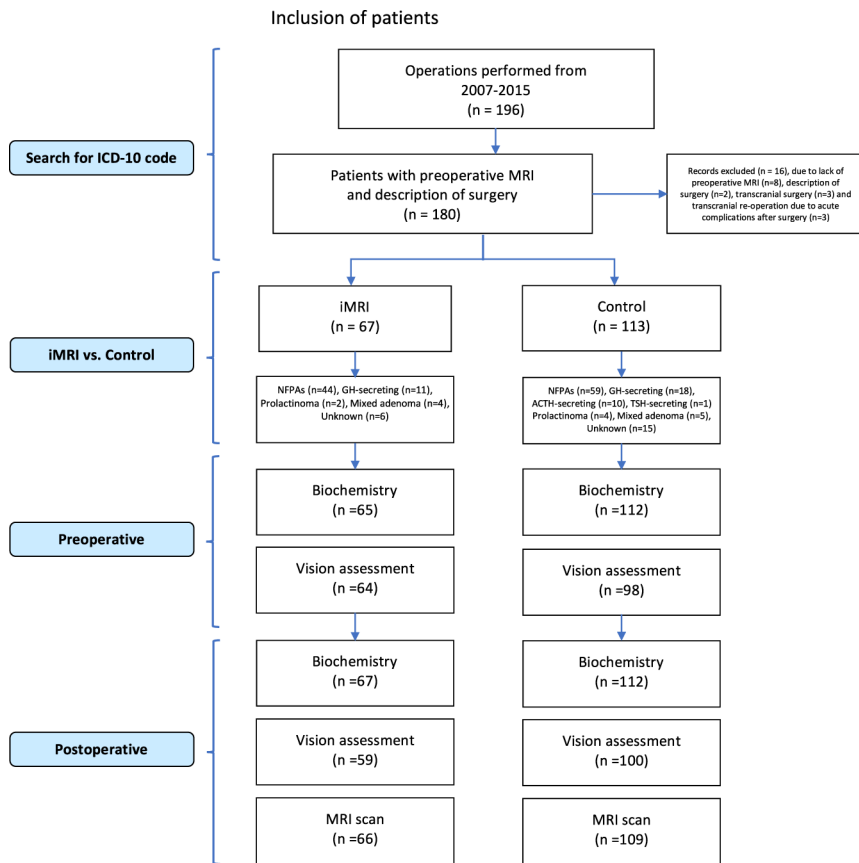 Inclusion of patients
Operations performed from
2007-2015
(n = 196)
Search for ICD-10 code
Patients with preoperative MRI
and description of surgery
(n = 180)
Records excluded (n = 16), due to lack of
preoperative MRI (n=8), description of
surgery (n=2), transcranial surgery (n=3) and
transcranial re-operation due to acute
complications after surgery (n=3)
iMRI vs. Control
iMRI
(n = 67)
Control
(n = 113)
NFPAs (n=44), GH-secreting (n=11),
Prolactinoma (n=2), Mixed adenoma (n=4),
Unknown (n=6)
NFPAs (n=59), GH-secreting (n=18),
ACTH-secreting (n=10), TSH-secreting (n=1)
Prolactinoma (n=4), Mixed adenoma (n=5),
Unknown (n=15)
Preoperative
Biochemistry
(n =65)
Biochemistry
(n =112)
Vision assessment
(n =64)
Vision assessment
(n =98)
Postoperative
Biochemistry
(n =67)
Biochemistry
(n =112)
Vision assessment
(n =59)
Vision assessment
(n =100)
MRI scan
(n =66)
MRI scan
(n =109)